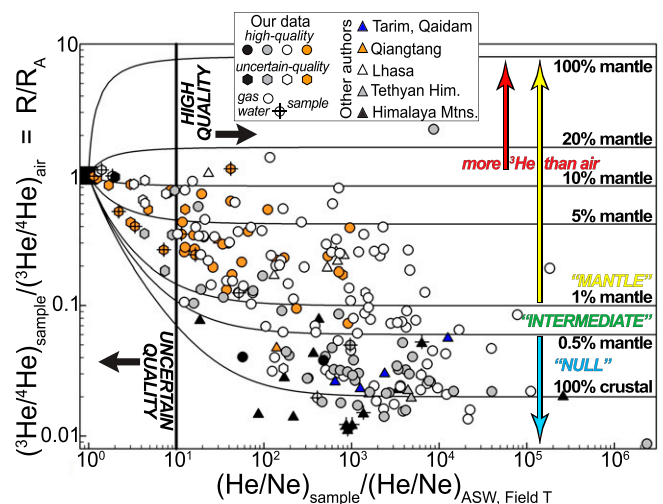 Our data
high-quality
uncertain-quality
gas
water
sample
Other authors
Tarim, Qaidam
Qiangtang
Lhasa
Tethyan Him.
Himalaya Mtns.
10
1
0.1
0.01
(³He/⁴He)sample/(³He/⁴He)air = R/RA
HIGH
QUALITY
UNCERTAIN
QUALITY
100% mantle
20% mantle
more ³He than air
10% mantle
5% mantle
"MANTLE"
1% mantle
"INTERMEDIATE"
0.5% mantle
"NULL"
100% crustal
10⁰ 10¹ 10² 10³ 10⁴ 10⁵ 10⁶
(He/Ne)sample/(He/Ne)ASW, Field T